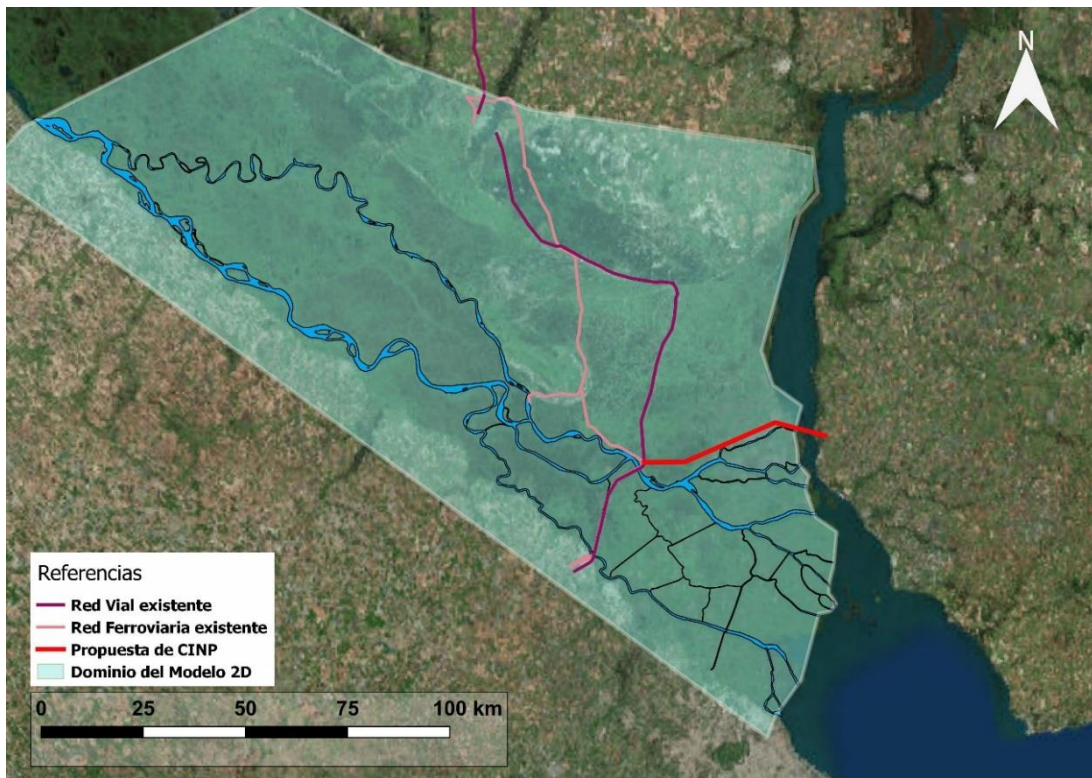 N
Referencias
Red Vial existente
Red Ferroviaria existente
Propuesta de CINP
Dominio del Modelo 2D
0 25 50 75 100 km